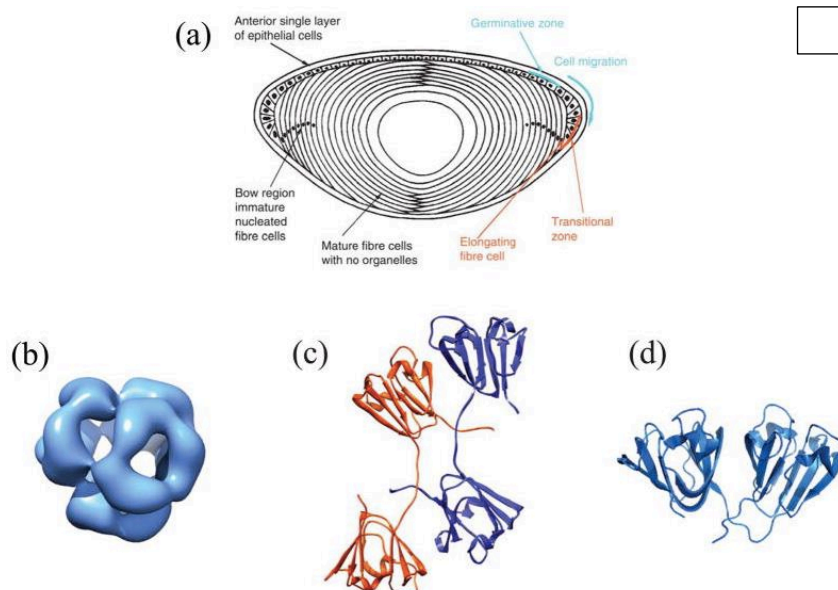 (a)
Anterior single layer
of epithelial cells
Germinative zone
Cell migration
Bow region
immature
nucleated
fibre cells
Mature fibre cells
with no organelles
Elongating
fibre cell
Transitional
zone
(b)
(c)
(d)